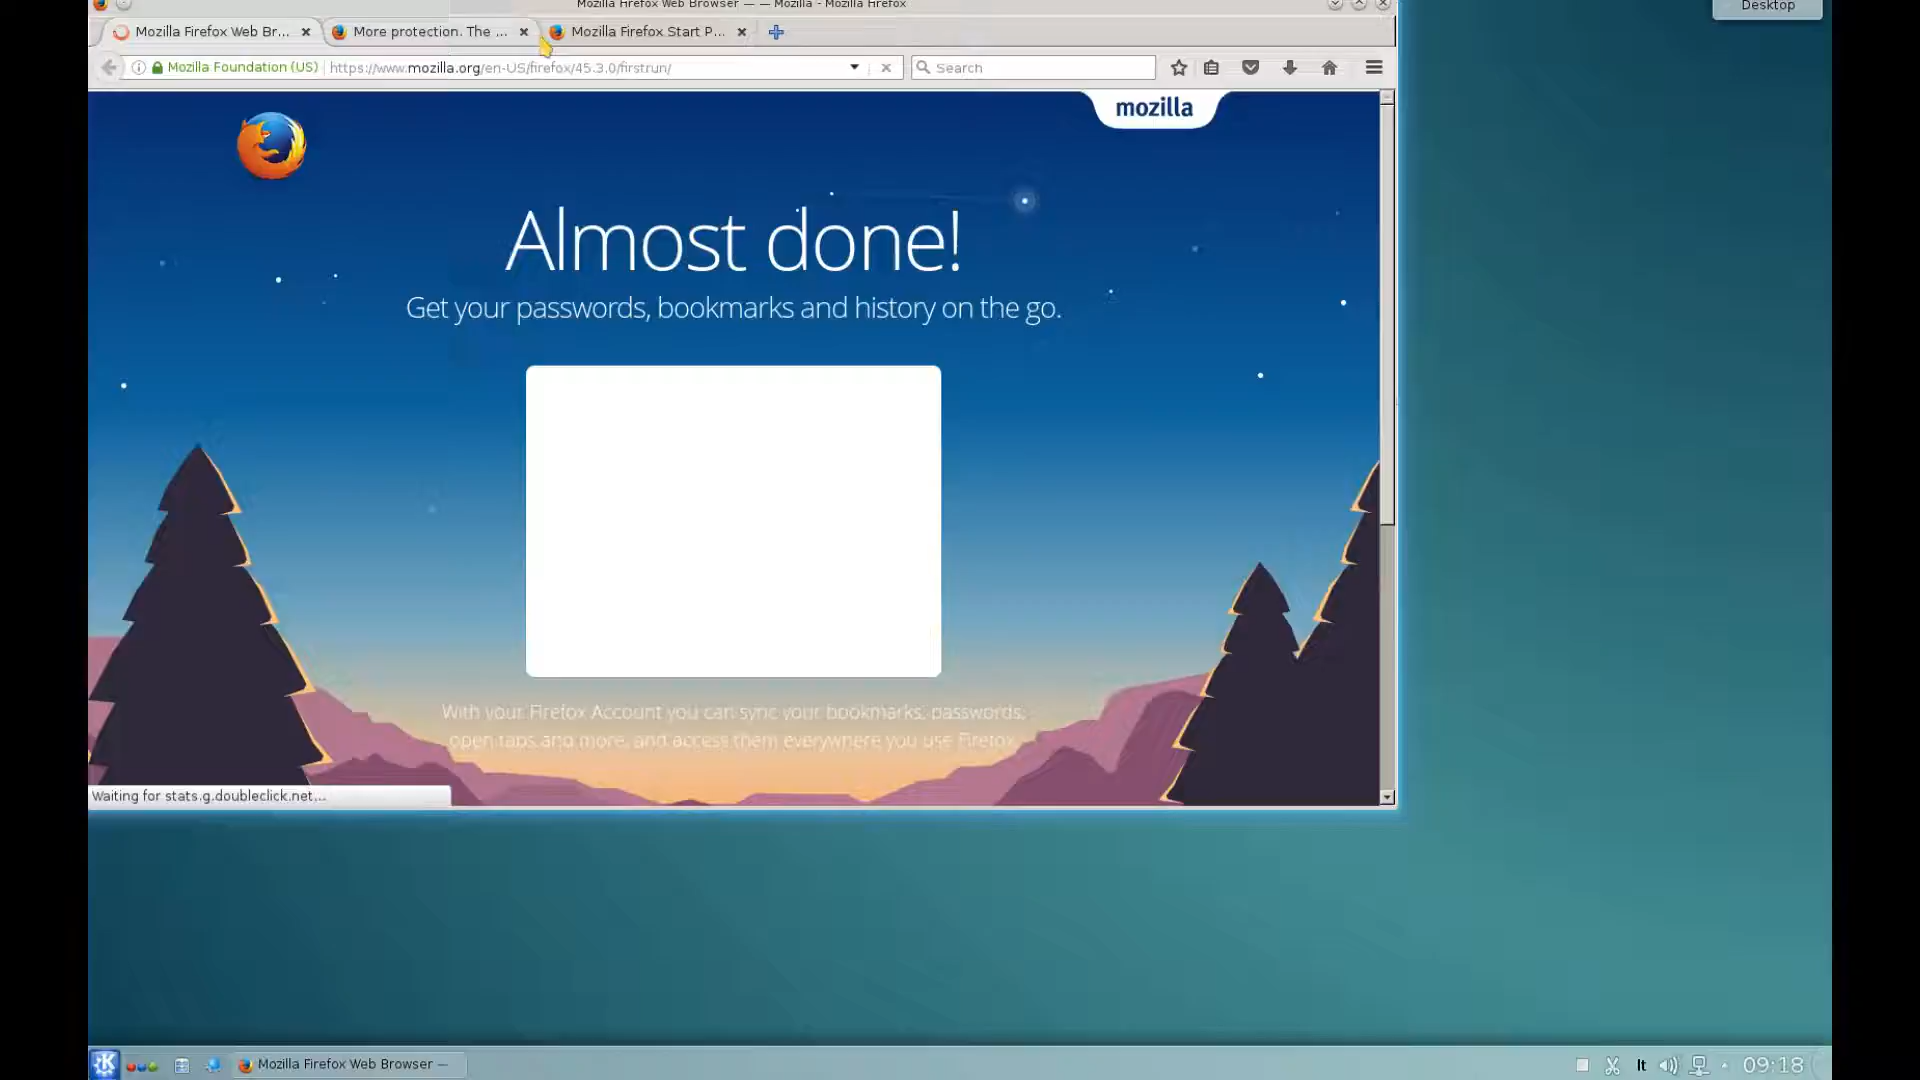 Mozilla Firefox Web Browser — — Mozilla - Mozilla Firefox
Desktop
Mozilla Firefox Web Br... More protection. The ... Mozilla Firefox Start P...
Mozilla Foundation (US) https://www.mozilla.org/en-US/firefox/45.3.0/firstrun/ Search
mozilla
Almost done!
Get your passwords, bookmarks and history on the go.
With your Firefox Account you can sync your bookmarks, passwords,
open tabs and more, and access them everywhere you use Firefox.
Waiting for stats.g.doubleclick.net...
Mozilla Firefox Web Browser — lt 09:18